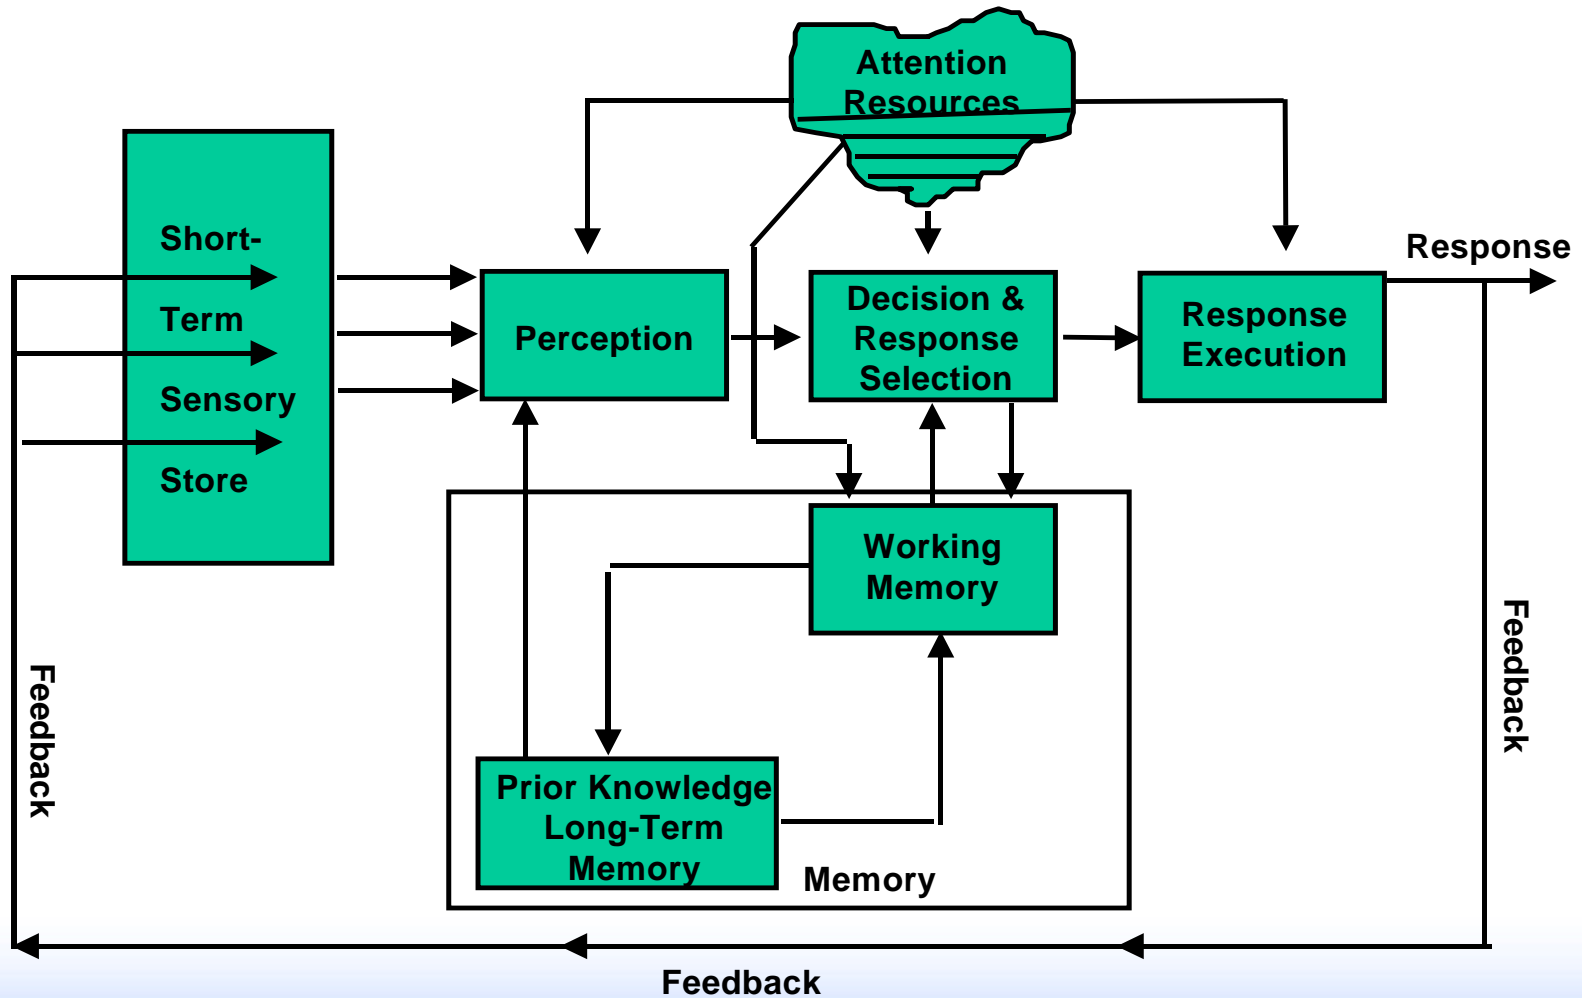 Attention
Resources
Short-
Term
Sensory
Store
Perception
Decision &
Response
Selection
Response
Execution
Response
Working
Memory
Prior Knowledge
Long-Term
Memory
Memory
Feedback
Feedback
Feedback